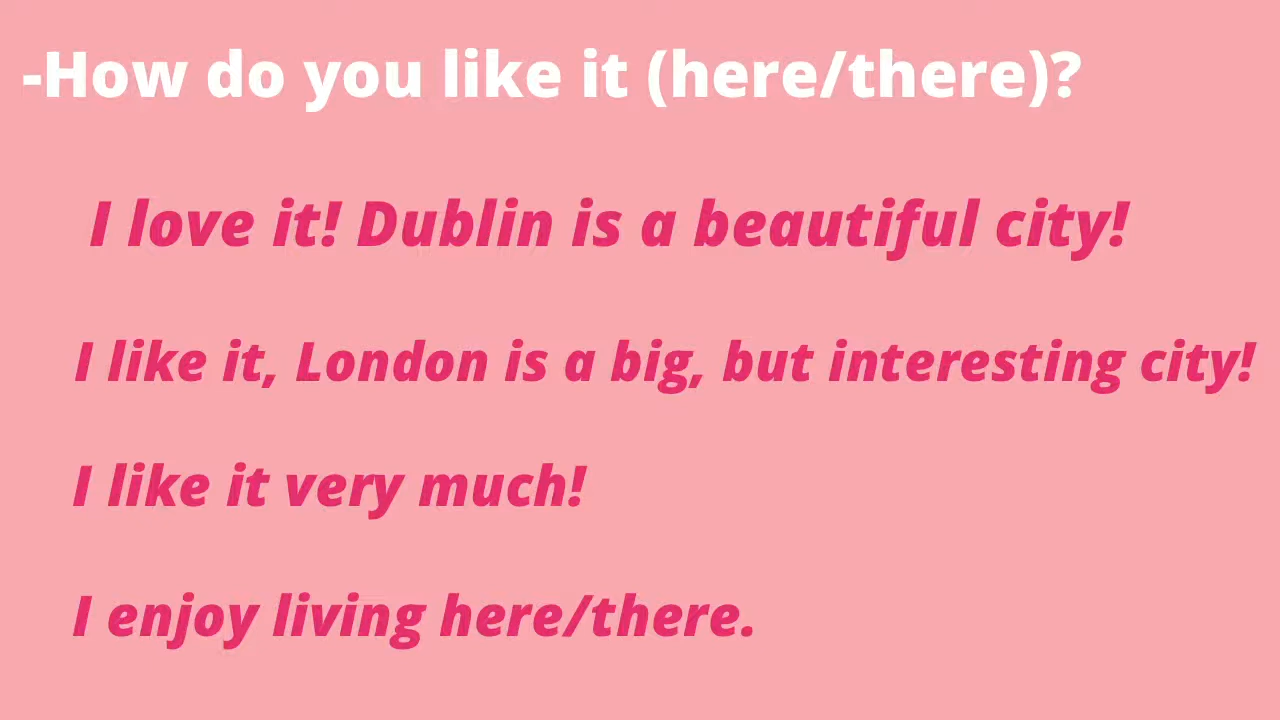 -How do you like it (here/there)?
I love it! Dublin is a beautiful city!
I like it, London is a big, but interesting city!
I like it very much!
I enjoy living here/there.